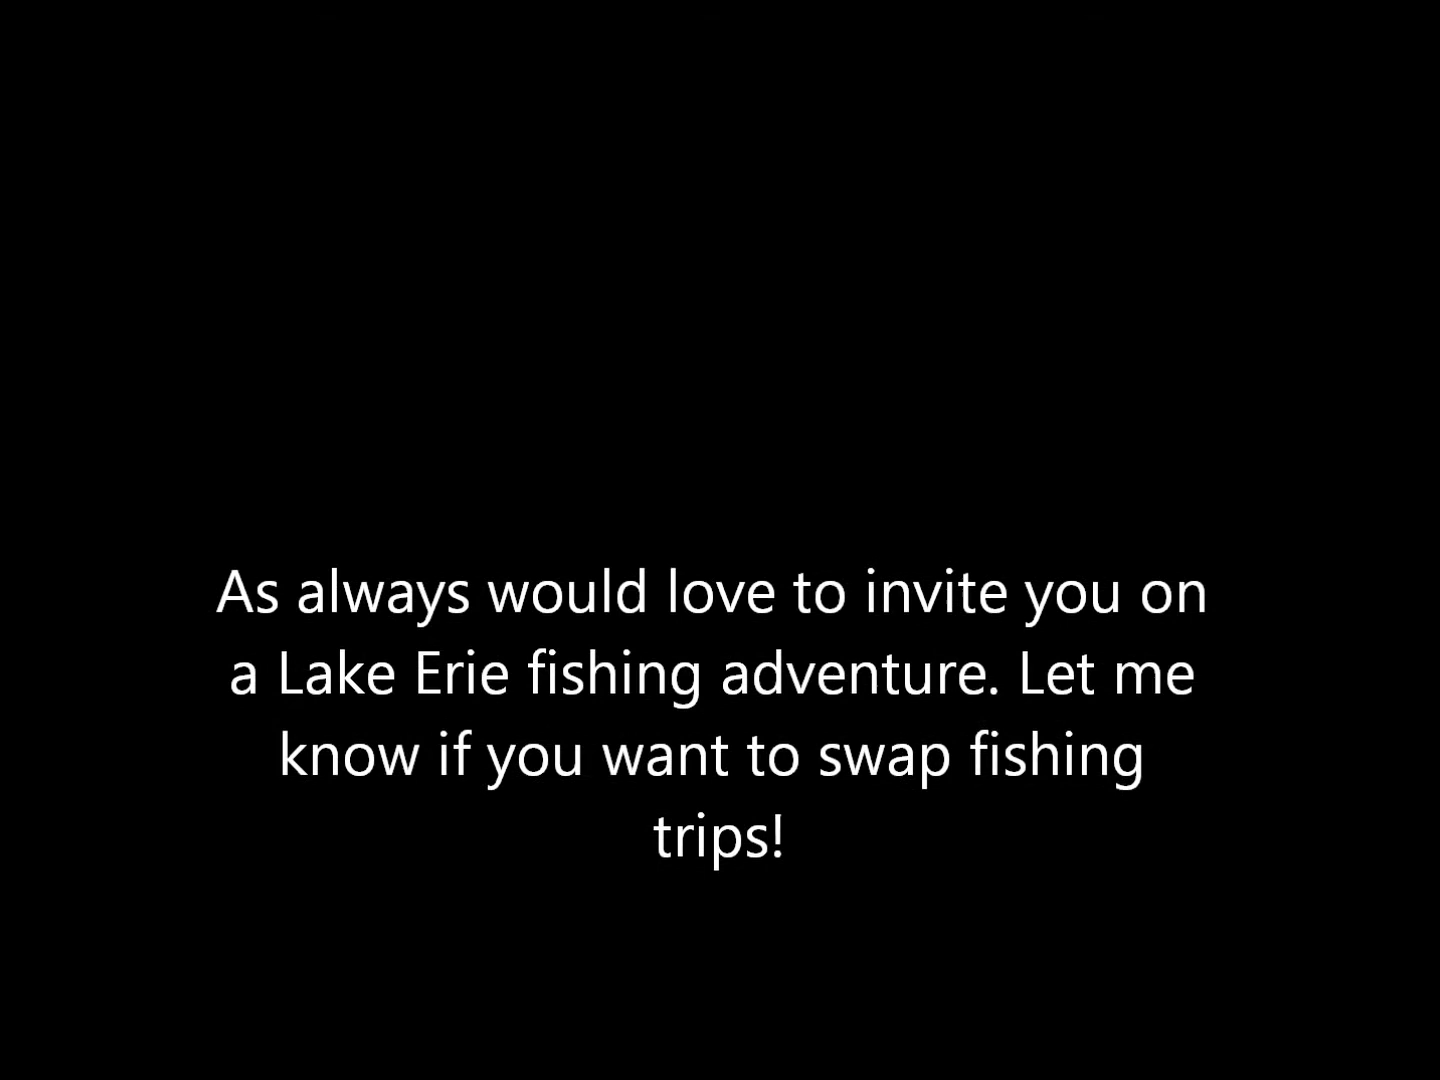 As always would love to invite you on
a Lake Erie fishing adventure. Let me
know if you want to swap fishing
trips!